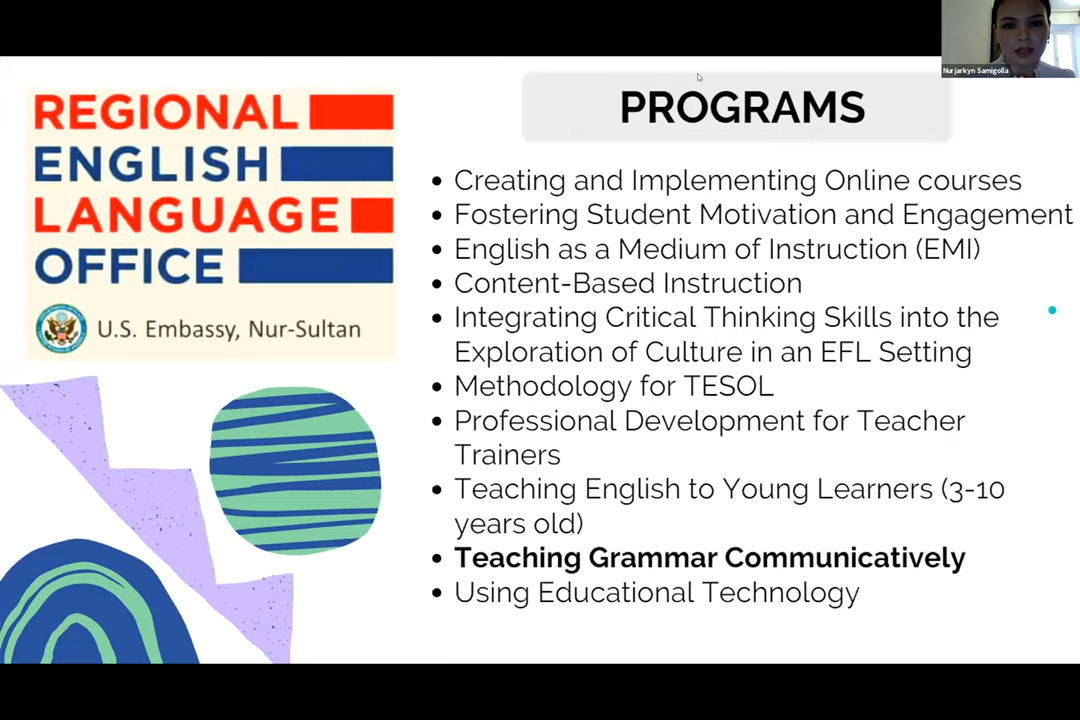 Nurjarkyn Samigolla
REGIONAL
ENGLISH
LANGUAGE
OFFICE
U.S. Embassy, Nur-Sultan
PROGRAMS
• Creating and Implementing Online courses
• Fostering Student Motivation and Engagement
• English as a Medium of Instruction (EMI)
• Content-Based Instruction
• Integrating Critical Thinking Skills into the
Exploration of Culture in an EFL Setting
• Methodology for TESOL
• Professional Development for Teacher
Trainers
• Teaching English to Young Learners (3-10
years old)
• Teaching Grammar Communicatively
• Using Educational Technology